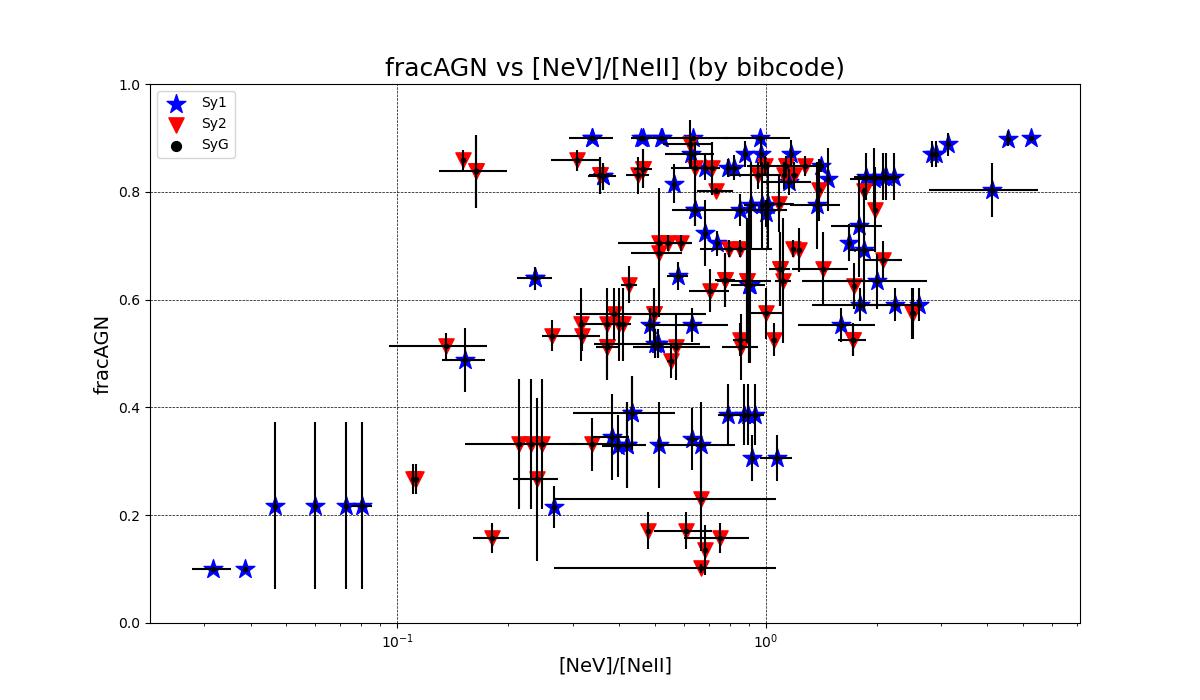 fracAGN vs [NeV]/[NeII] (by bibcode)
1.0
Sy1
Sy2
SyG
0.8
0.6
fracAGN
0.4
0.2
0.0
10⁻¹
10⁰
[NeV]/[NeII]